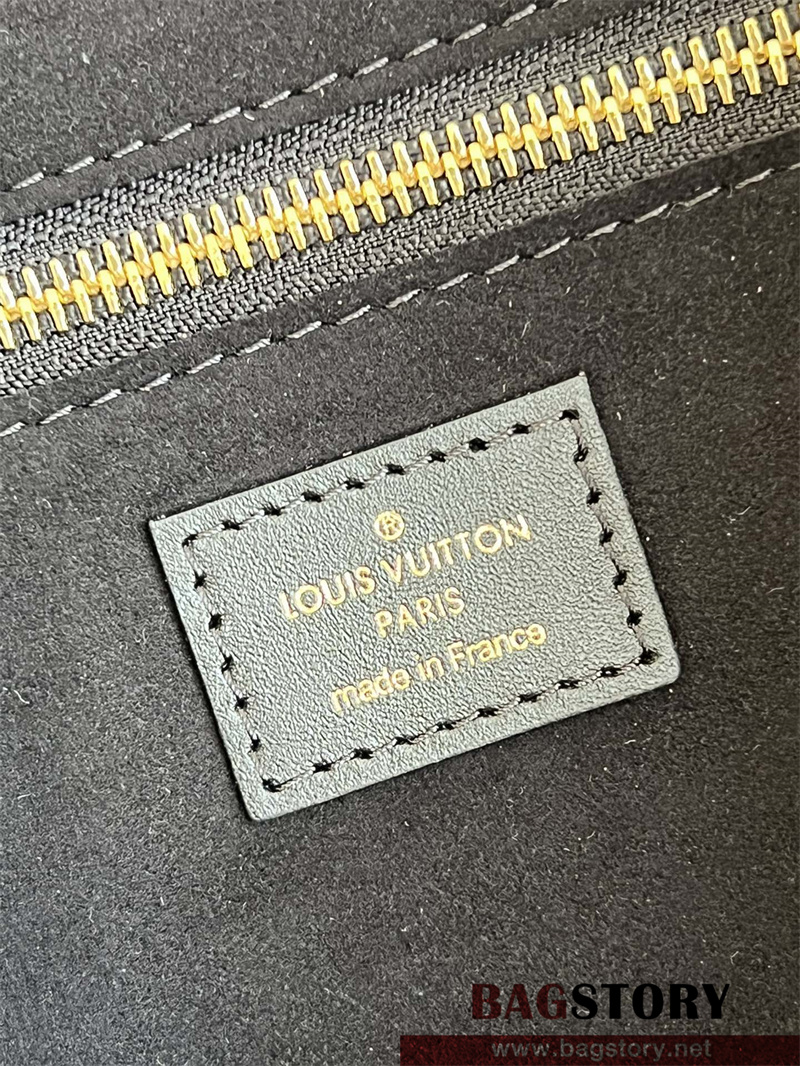 ®
LOUIS VUITTON
PARIS
made in France
BAGSTORY
www.bagstory.net